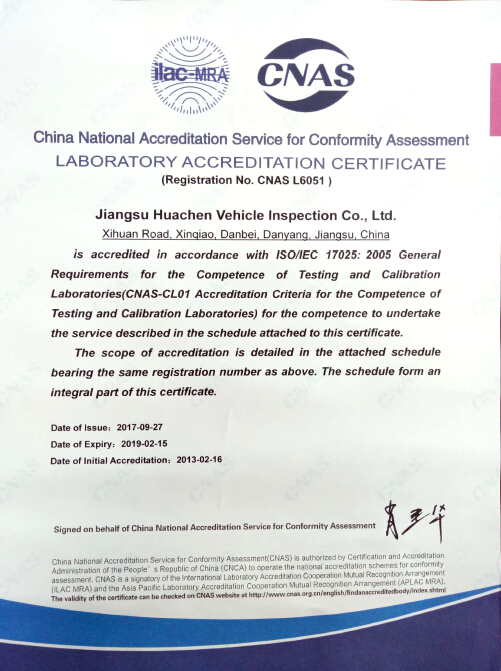 ilac-MRA
CNAS
China National Accreditation Service for Conformity Assessment
LABORATORY ACCREDITATION CERTIFICATE
(Registration No. CNAS L6051 )
Jiangsu Huachen Vehicle Inspection Co., Ltd.
Xihuan Road, Xinqiao, Danbei, Danyang, Jiangsu, China
is accredited in accordance with ISO/IEC 17025: 2005 General
Requirements for the Competence of Testing and Calibration
Laboratories(CNAS-CL01 Accreditation Criteria for the Competence of
Testing and Calibration Laboratories) for the competence to undertake
the service described in the schedule attached to this certificate.
The scope of accreditation is detailed in the attached schedule
bearing the same registration number as above. The schedule form an
integral part of this certificate.
Date of Issue: 2017-09-27
Date of Expiry: 2019-02-15
Date of Initial Accreditation: 2013-02-16
Signed on behalf of China National Accreditation Service for Conformity Assessment
China National Accreditation Service for Conformity Assessment(CNAS) is authorized by Certification and Accreditation
Administration of the People's Republic of China (CNCA) to operate the national accreditation schemes for conformity
assessment. CNAS is a signatory of the International Laboratory Accreditation Cooperation Mutual Recognition Arrangement
(ILAC MRA) and the Asia Pacific Laboratory Accreditation Cooperation Mutual Recognition Arrangement (APLAC MRA).
The validity of the certificate can be checked on CNAS website at http://www.cnas.org.cn/english/findanaccreditedbody/index.shtml